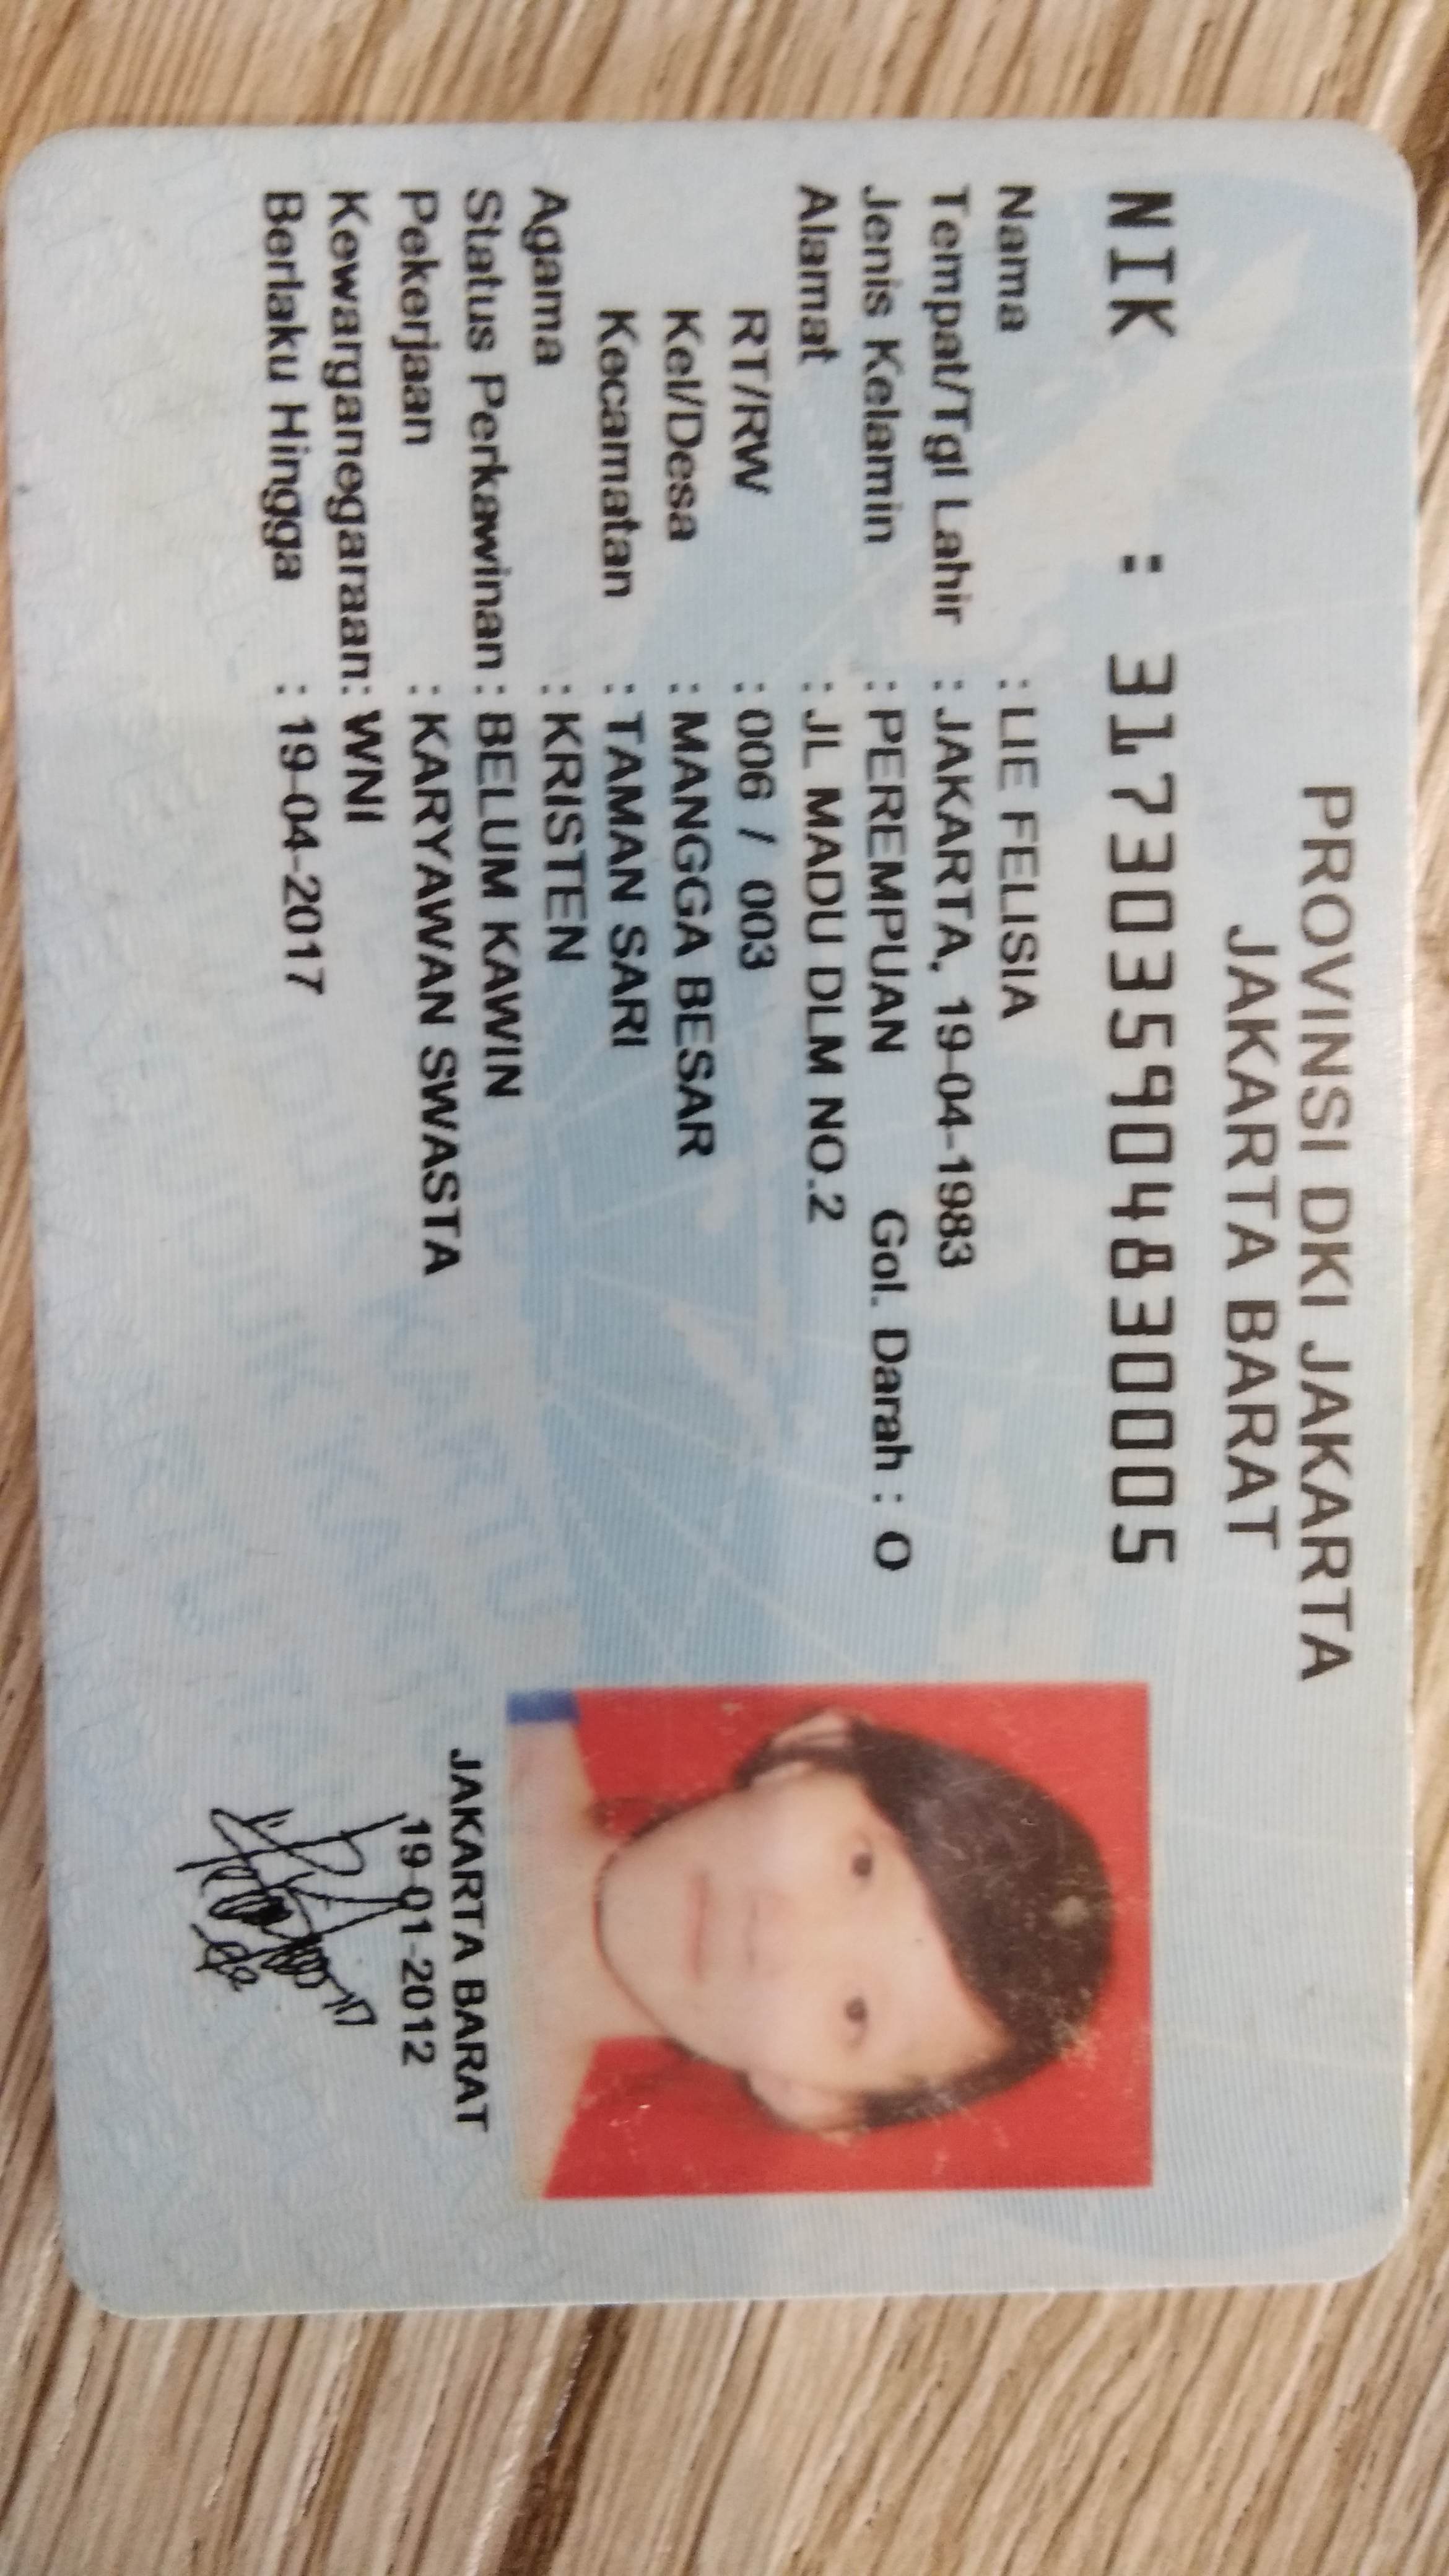 PROVINSI DKI JAKARTA
JAKARTA BARAT
NIK : 3173035904830005
Nama : LIE FELISIA
Tempat/Tgl Lahir : JAKARTA, 19-04-1983
Jenis Kelamin : PEREMPUAN Gol. Darah : O
Alamat : JL MADU DLM NO.2
RT/RW : 006 / 003
Kel/Desa : MANGGA BESAR
Kecamatan : TAMAN SARI
Agama : KRISTEN
Status Perkawinan : BELUM KAWIN
Pekerjaan : KARYAWAN SWASTA
Kewarganegaraan: WNI
Berlaku Hingga : 19-04-2017
JAKARTA BARAT
19-01-2012